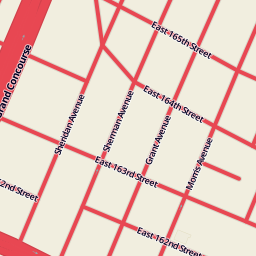 East 165th Street
Grand Concourse
East 164th Street
Sheridan Avenue
Sherman Avenue
Grant Avenue
Morris Avenue
East 163rd Street
2nd Street
East 162nd Street